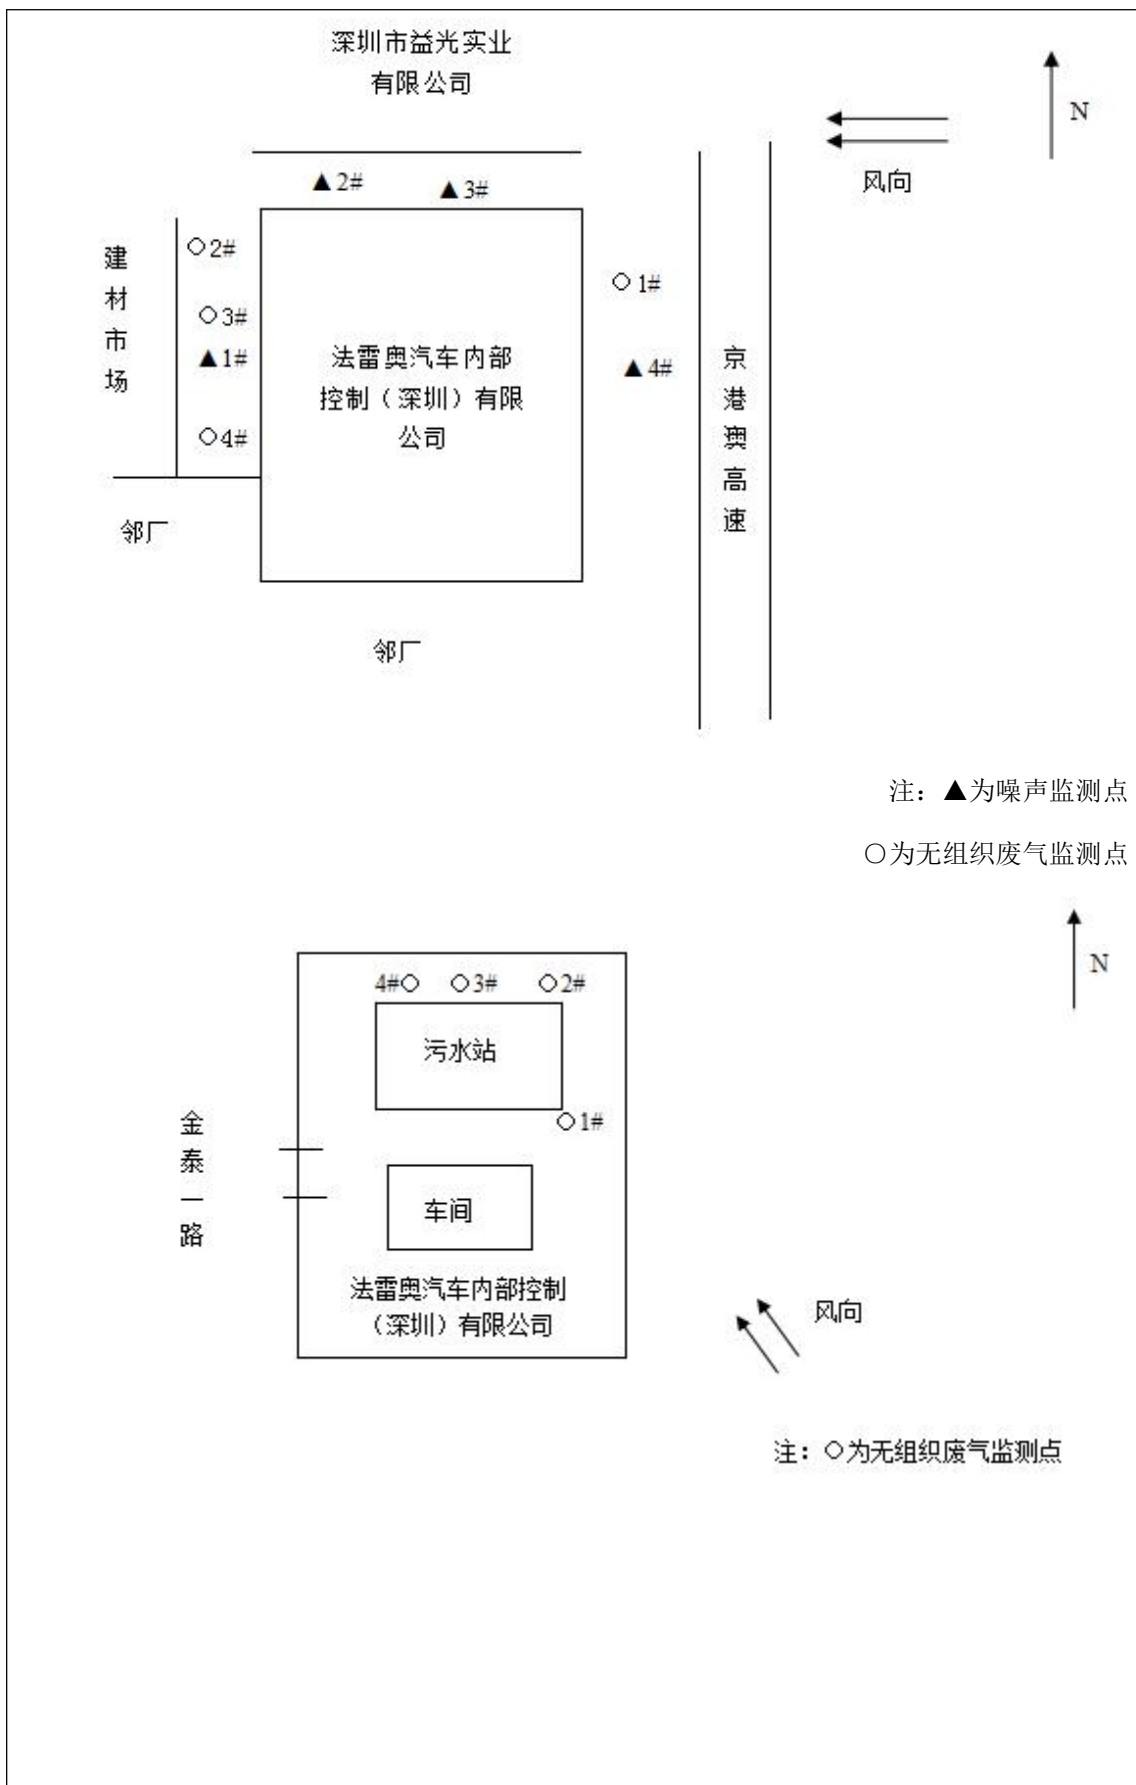 深圳市益光实业
有限公司
N
风向
▲2#
▲3#
建材市场
○2#
○3#
▲1#
○4#
○1#
▲4#
法雷奥汽车内部
控制（深圳）有限
公司
京港澳高速
邻厂
邻厂
注：▲为噪声监测点
○为无组织废气监测点
N
4#○ ○3# ○2#
污水站
○1#
金泰一路
车间
法雷奥汽车内部控制
（深圳）有限公司
风向
注：○为无组织废气监测点